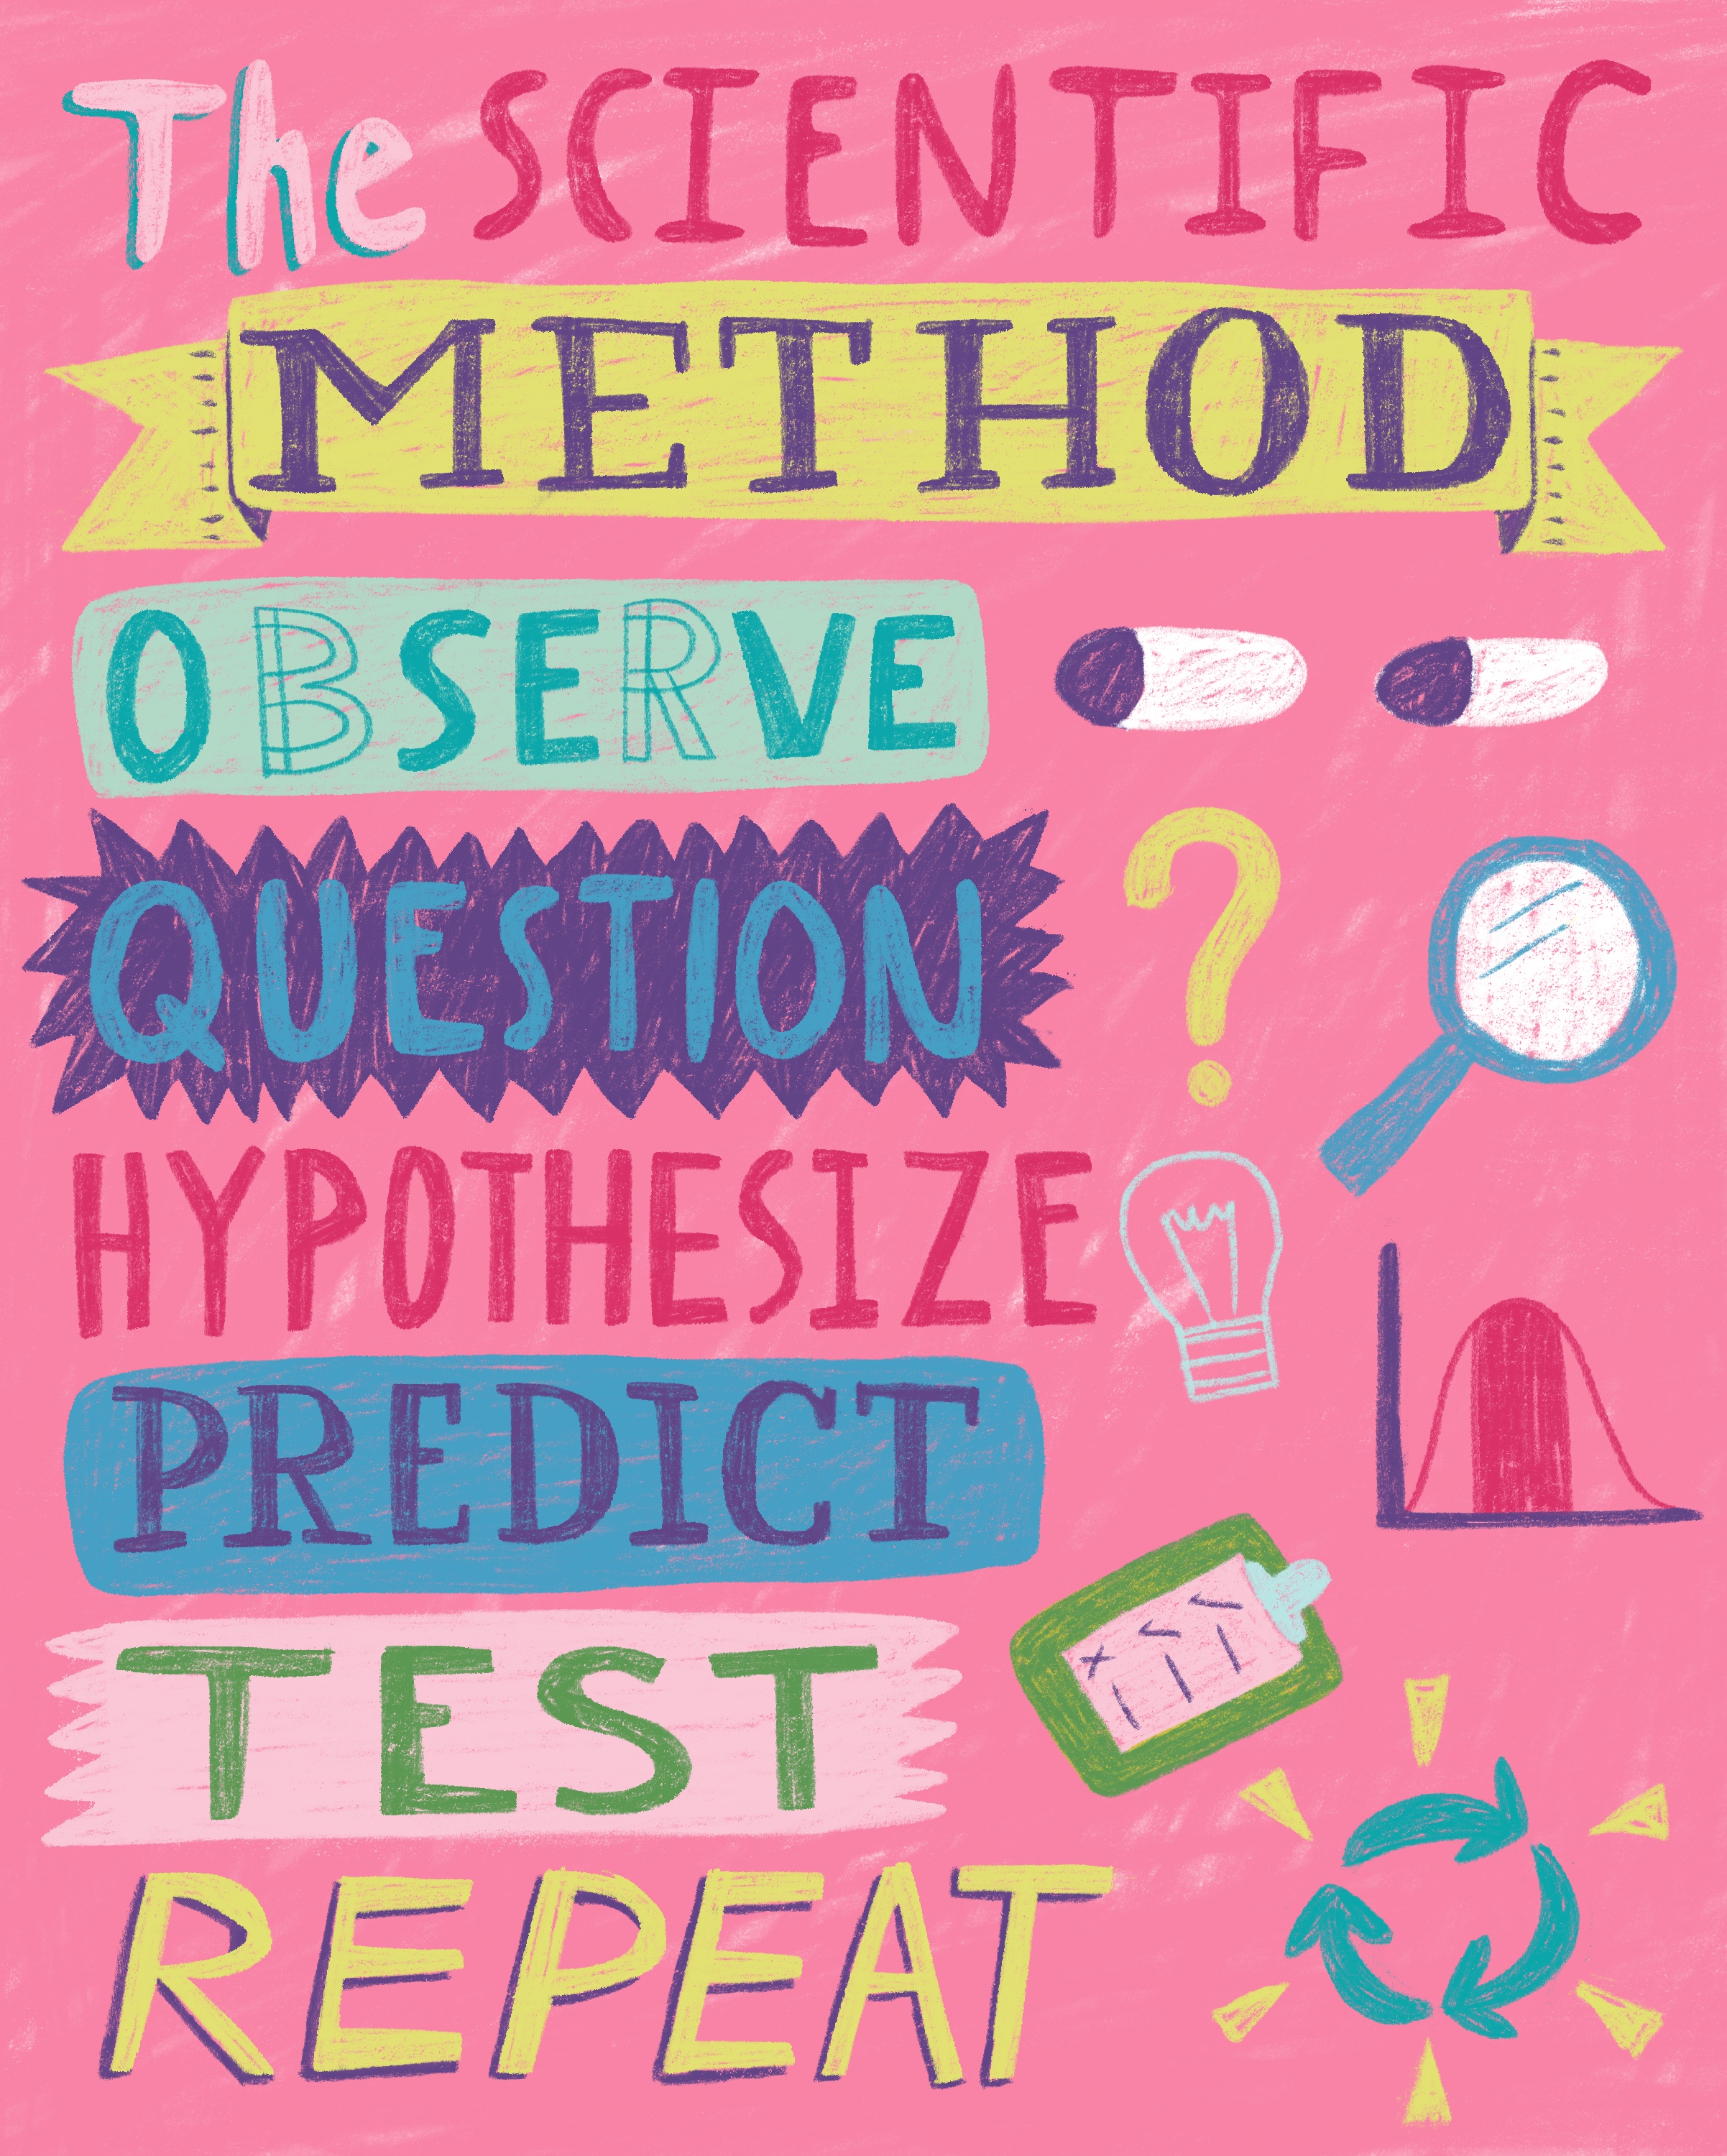 The SCIENTIFIC
METHOD
OBSERVE
QUESTION
?
HYPOTHESIZE
PREDICT
TEST
REPEAT